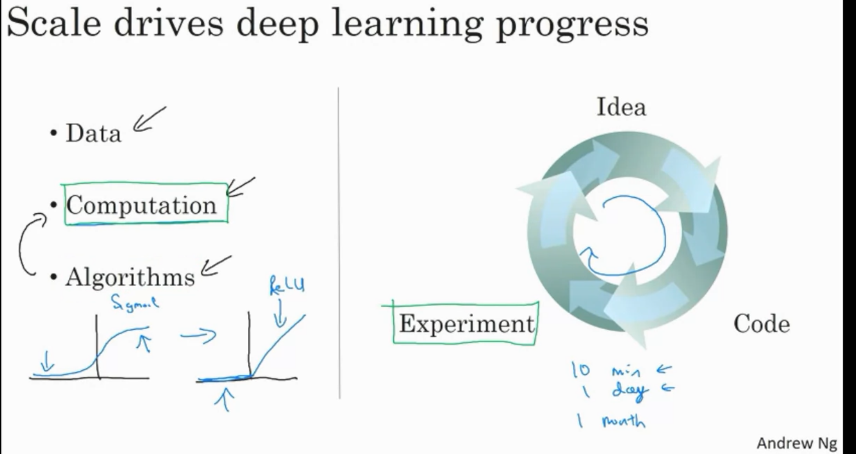 Scale drives deep learning progress
• Data
• Computation
• Algorithms
Sigmoid
ReLU
Idea
Experiment
Code
10 min
1 day
1 month
Andrew Ng